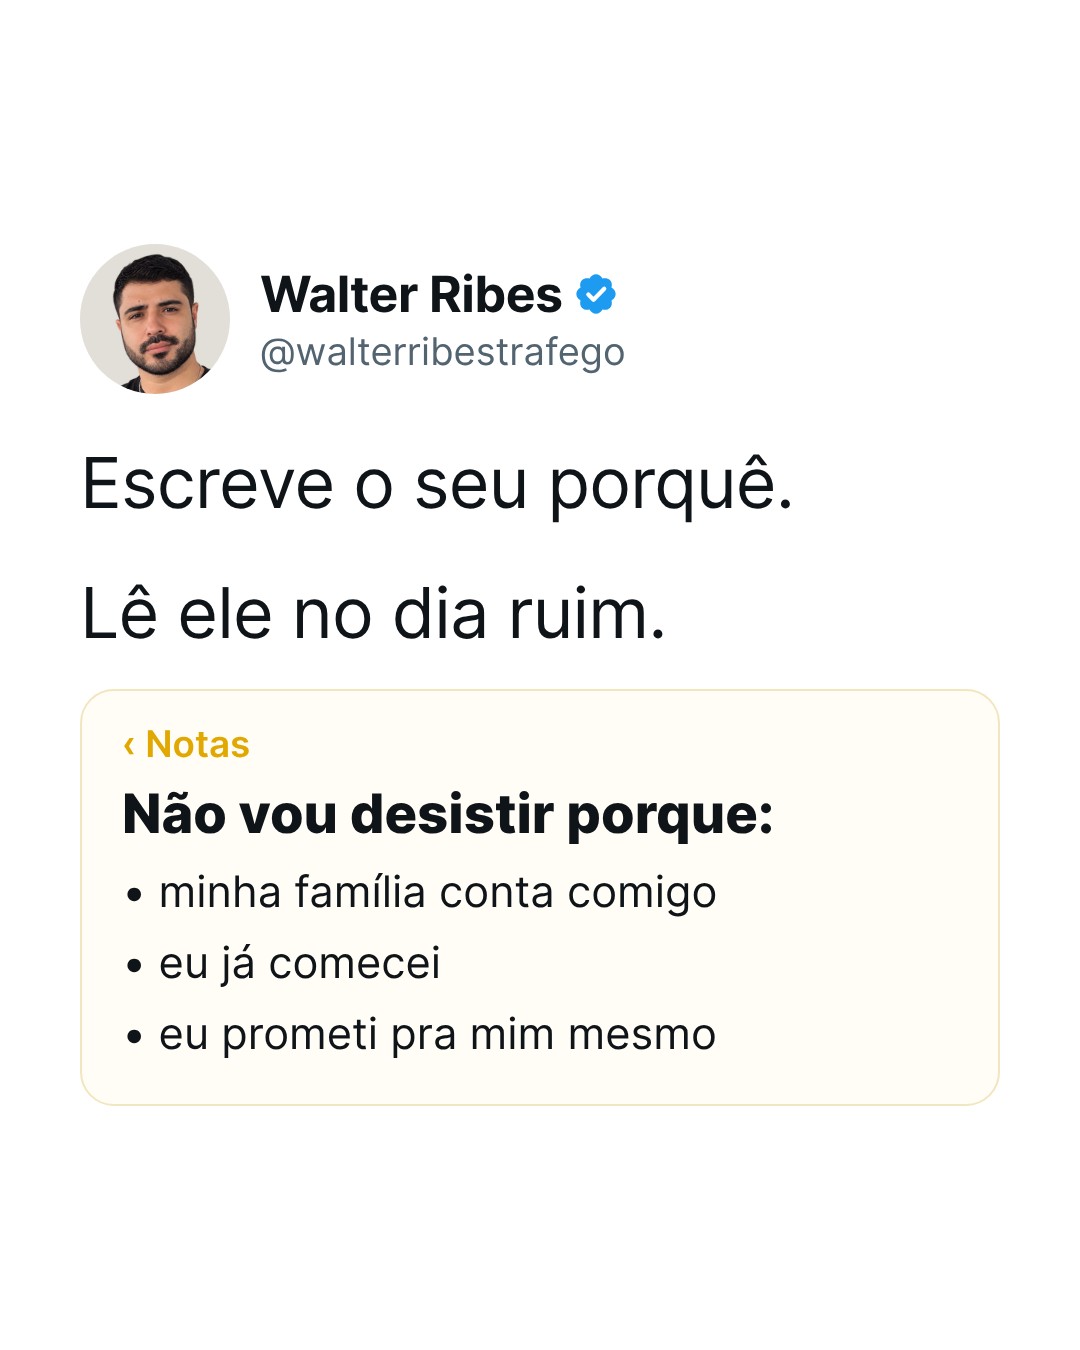 Walter Ribes
@walterribestrafego
Escreve o seu porquê.
Lê ele no dia ruim.
‹ Notas
Não vou desistir porque:
• minha família conta comigo
• eu já comecei
• eu prometi pra mim mesmo